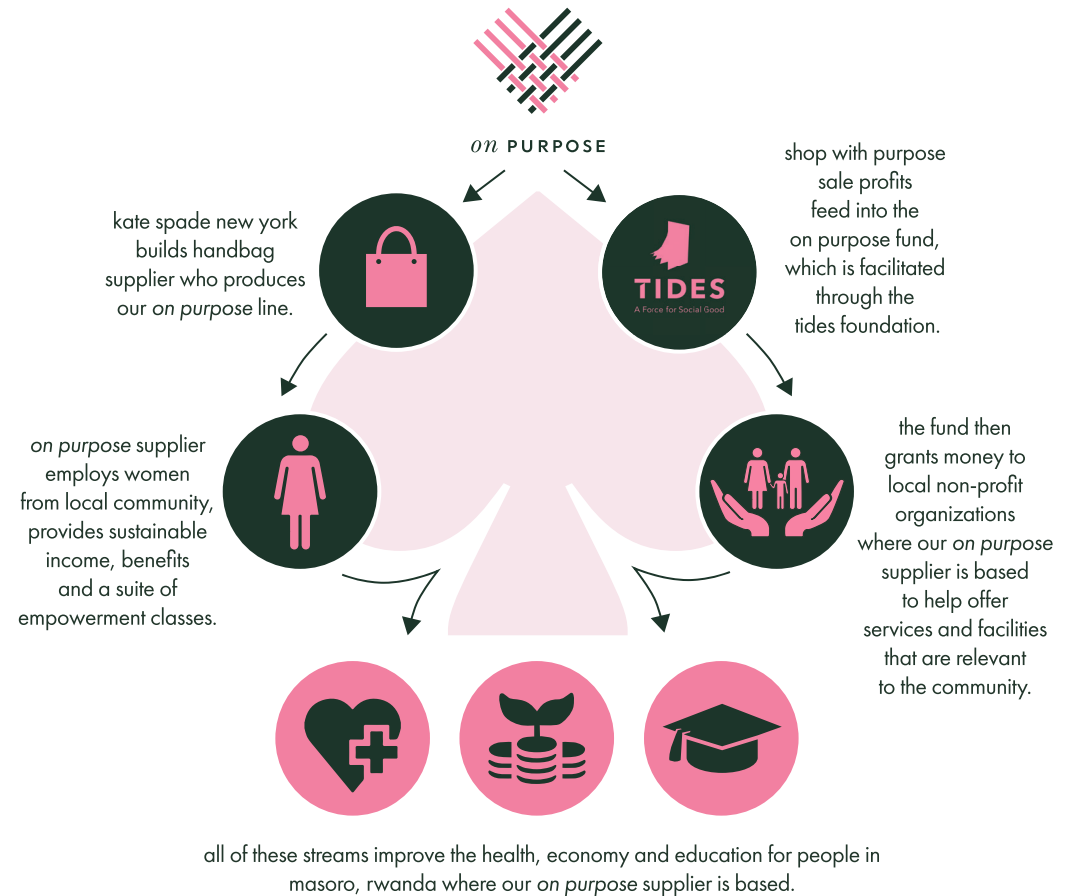 on PURPOSE
kate spade new york
builds handbag
supplier who produces
our on purpose line.
shop with purpose
sale profits
feed into the
on purpose fund,
which is facilitated
through the
tides foundation.
TIDES
A Force for Social Good
on purpose supplier
employs women
from local community,
provides sustainable
income, benefits
and a suite of
empowerment classes.
the fund then
grants money to
local non-profit
organizations
where our on purpose
supplier is based
to help offer
services and facilities
that are relevant
to the community.
all of these streams improve the health, economy and education for people in
masoro, rwanda where our on purpose supplier is based.